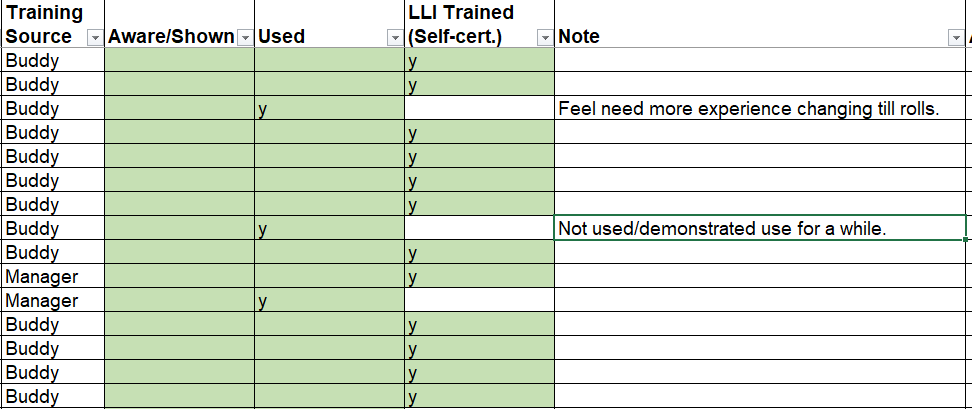 Training Source Aware/Shown Used LLI Trained (Self-cert.) Note
Buddy y
Buddy y
Buddy y Feel need more experience changing till rolls.
Buddy y
Buddy y
Buddy y
Buddy y
Buddy y Not used/demonstrated use for a while.
Buddy y
Manager y
Manager y
Buddy y
Buddy y
Buddy y
Buddy y